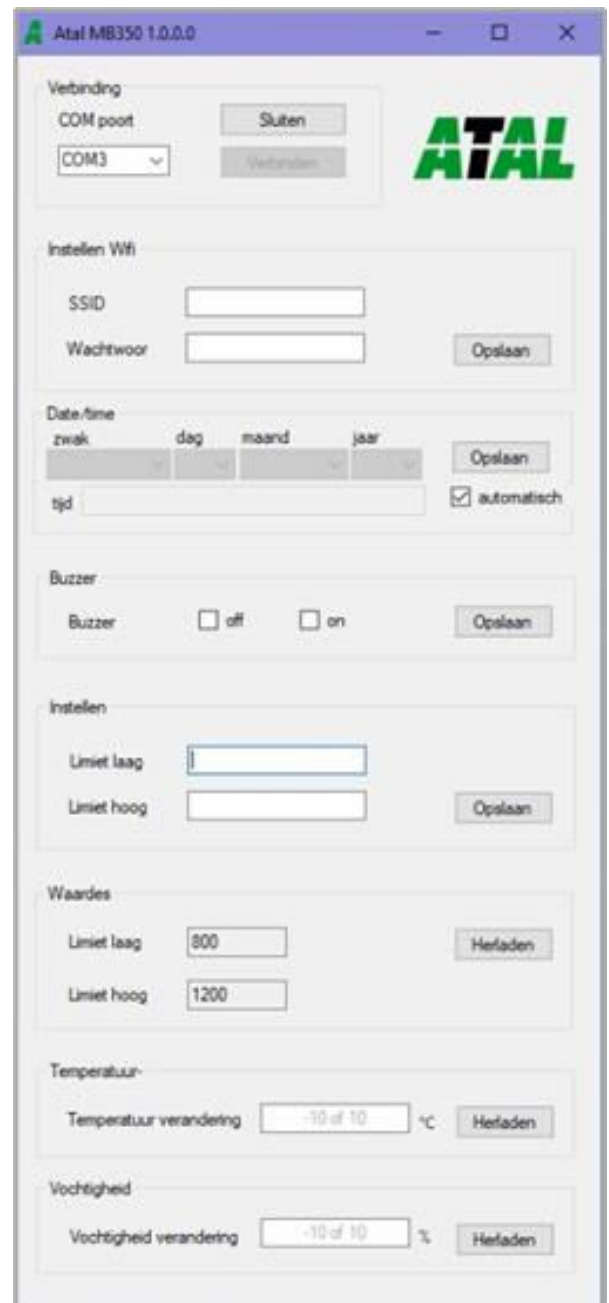 Atal MB350 1.0.0.0
Verbinding
COM poort
Sluiten
COM3
Verbinden
ATAL
Instellen Wifi
SSID
Wachtwoor
Opslaan
Date/time
zwak dag maand jaar
Opslaan
tijd
automatisch
Buzzer
Buzzer off on Opslaan
Instellen
Limiet laag
Limiet hoog
Opslaan
Waardes
Limiet laag 800 Herladen
Limiet hoog 1200
Temperatuur-
Temperatuur verandering -10 of 10 °C Herladen
Vochtigheid
Vochtigheid verandering -10 of 10 % Herladen